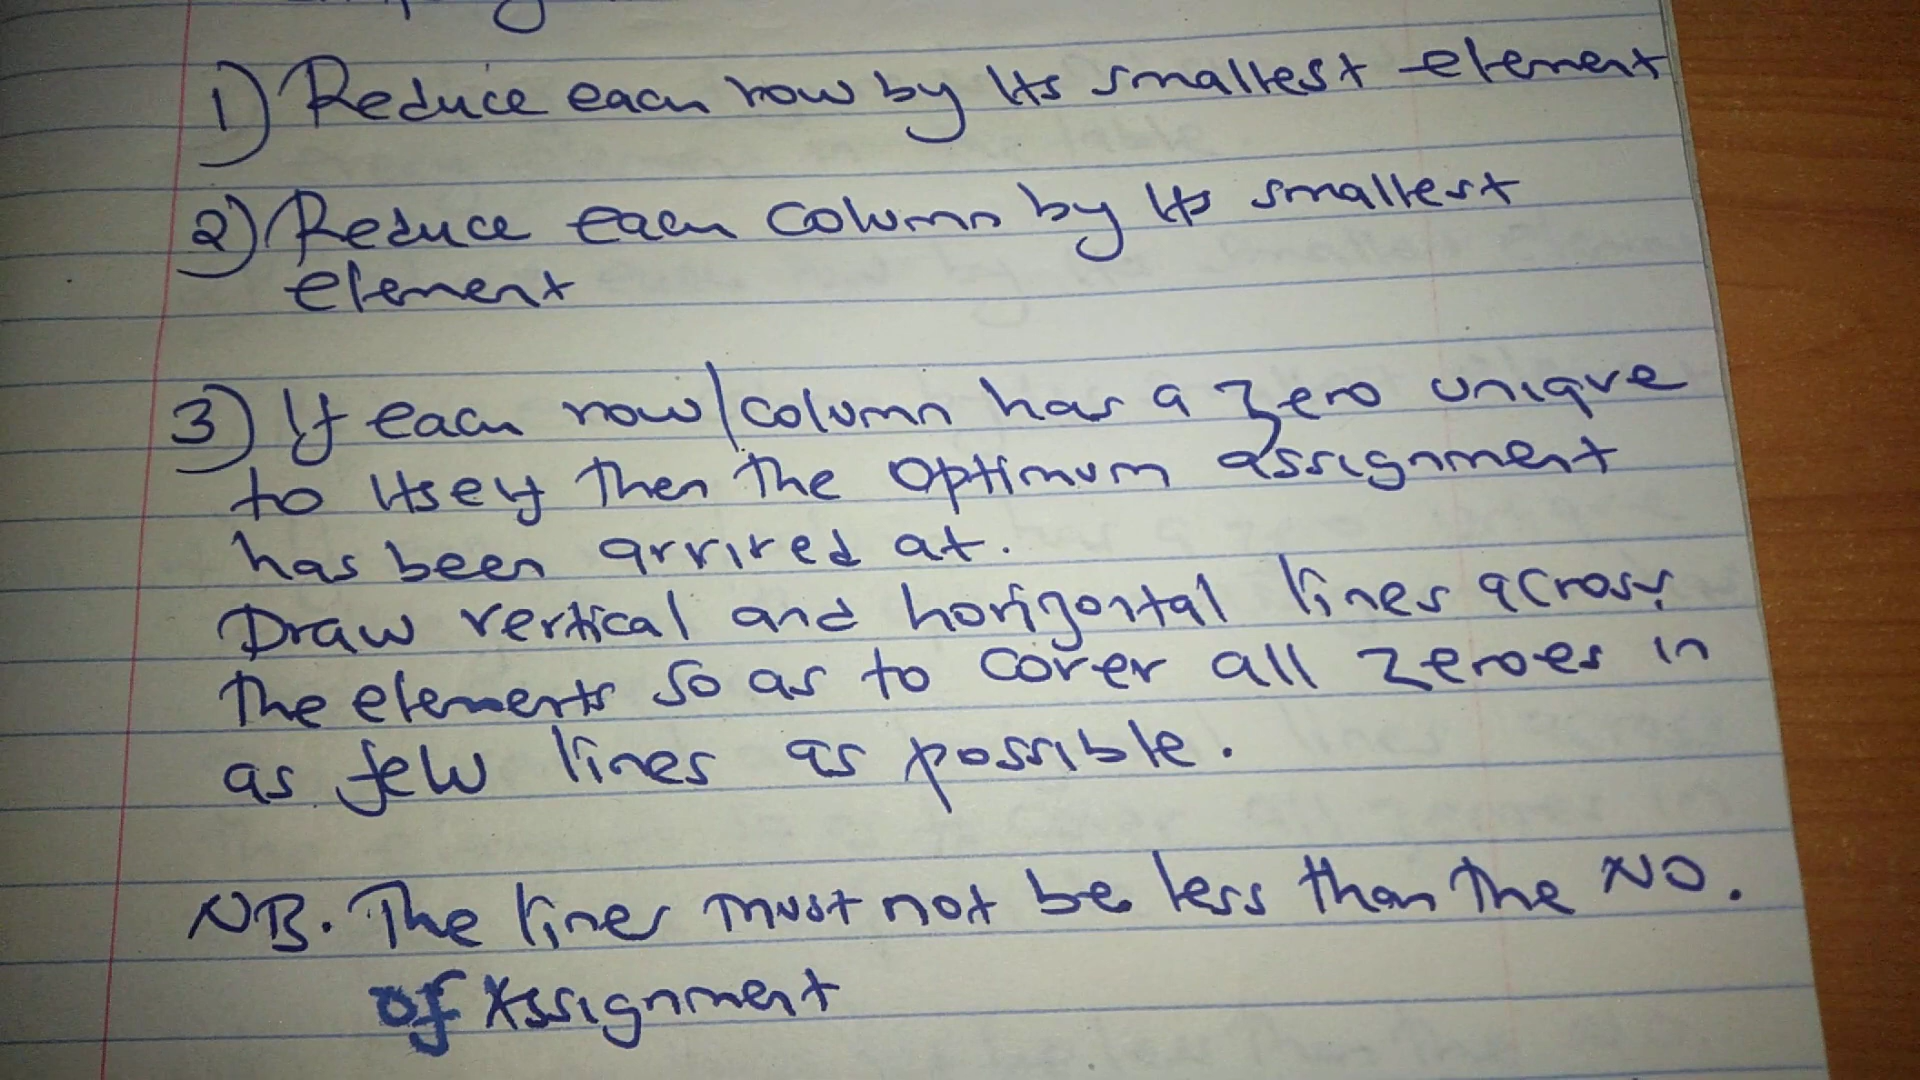 1) Reduce each row by its smallest element
2) Reduce each column by its smallest
element
3) If each row/column has a zero unique
to itself then the optimum assignment
has been arrived at.
Draw vertical and horizontal lines across
the elements so as to cover all zeroes in
as few lines as possible.
NB. The lines must not be less than the NO.
of Assignment